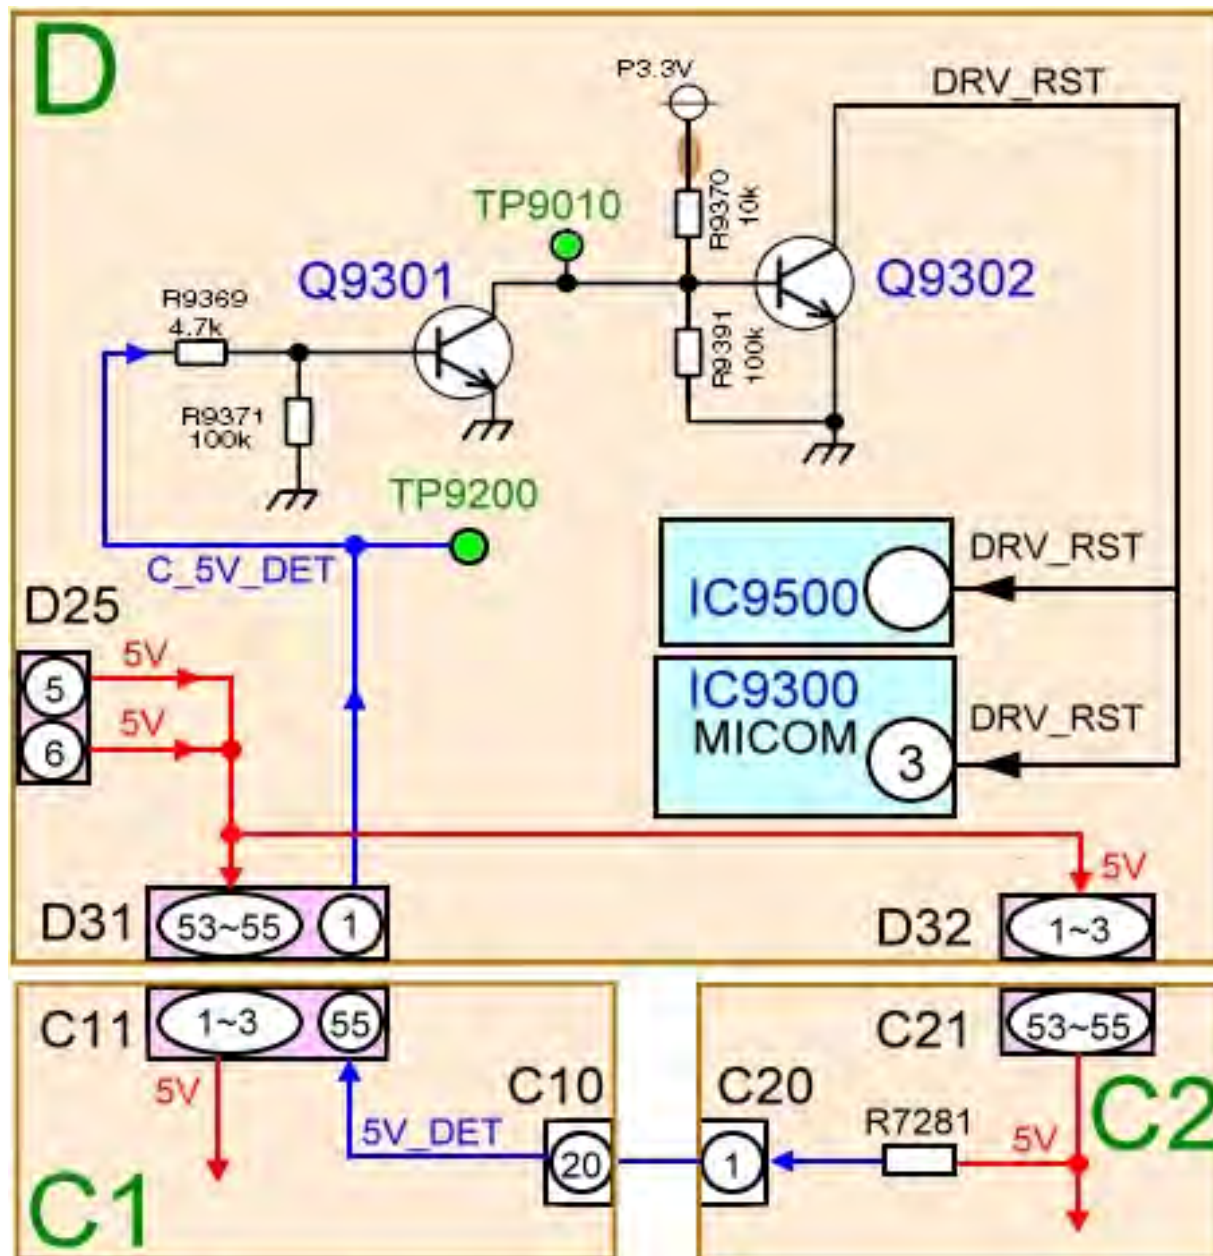 D
P3.3V
DRV_RST
R9370
10k
TP9010
Q9301
Q9302
R9369
4.7k
R9391
100k
R9371
100k
TP9200
C_5V_DET
DRV_RST
IC9500
D25
5V
5
IC9300
MICOM
DRV_RST
3
5V
6
5V
D31
53~55
1
D32
1~3
C11
1~3
55
C21
53~55
5V
C10
C20
R7281
C2
5V_DET
5V
20
1
C1